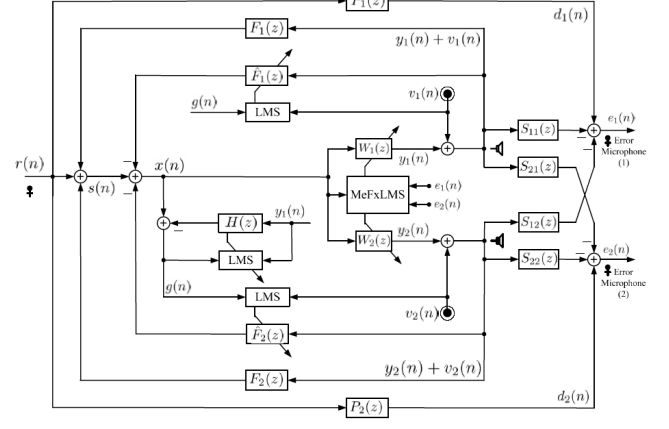 P₁(z)
d₁(n)
F₁(z)
y₁(n) + v₁(n)
F̂₁(z)
v₁(n)
g(n)
LMS
e₁(n)
S₁₁(z)
Error
Microphone
(1)
W₁(z)
y₁(n)
r(n)
s(n)
x(n)
S₂₁(z)
MeFxLMS
e₁(n)
e₂(n)
H(z)
y₁(n)
S₁₂(z)
W₂(z)
y₂(n)
LMS
e₂(n)
S₂₂(z)
Error
Microphone
(2)
g(n)
LMS
v₂(n)
F̂₂(z)
y₂(n) + v₂(n)
F₂(z)
d₂(n)
P₂(z)